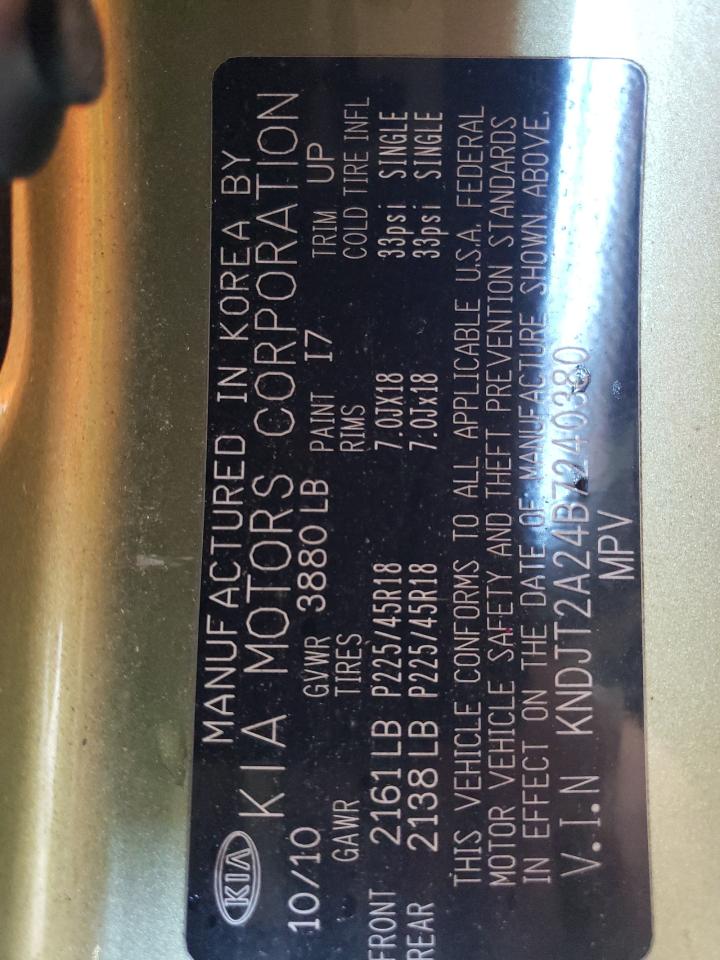 KIA
MANUFACTURED IN KOREA BY
KIA MOTORS CORPORATION
10/10 GVWR 3880 LB PAINT I7 TRIM UP
GAWR TIRES RIMS COLD TIRE INFL
FRONT 2161 LB P225/45R18 7.0JX18 33psi SINGLE
REAR 2138 LB P225/45R18 7.0JX18 33psi SINGLE
THIS VEHICLE CONFORMS TO ALL APPLICABLE U.S.A. FEDERAL
MOTOR VEHICLE SAFETY AND THEFT PREVENTION STANDARDS
IN EFFECT ON THE DATE OF MANUFACTURE SHOWN ABOVE.
V.I.N KNDJT2A24B7240380
MPV